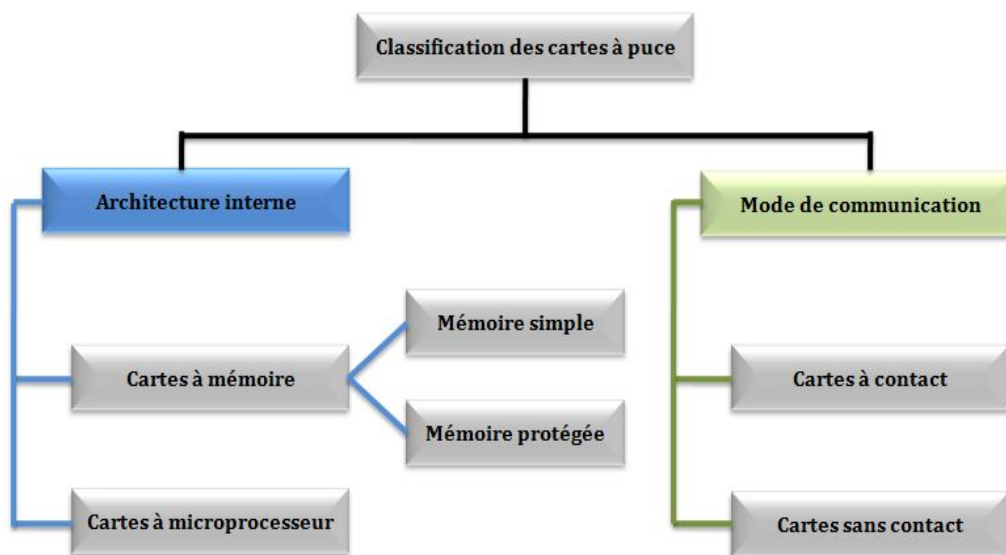 Classification des cartes à puce
Architecture interne
Mode de communication
Mémoire simple
Cartes à mémoire
Cartes à contact
Mémoire protégée
Cartes à microprocesseur
Cartes sans contact